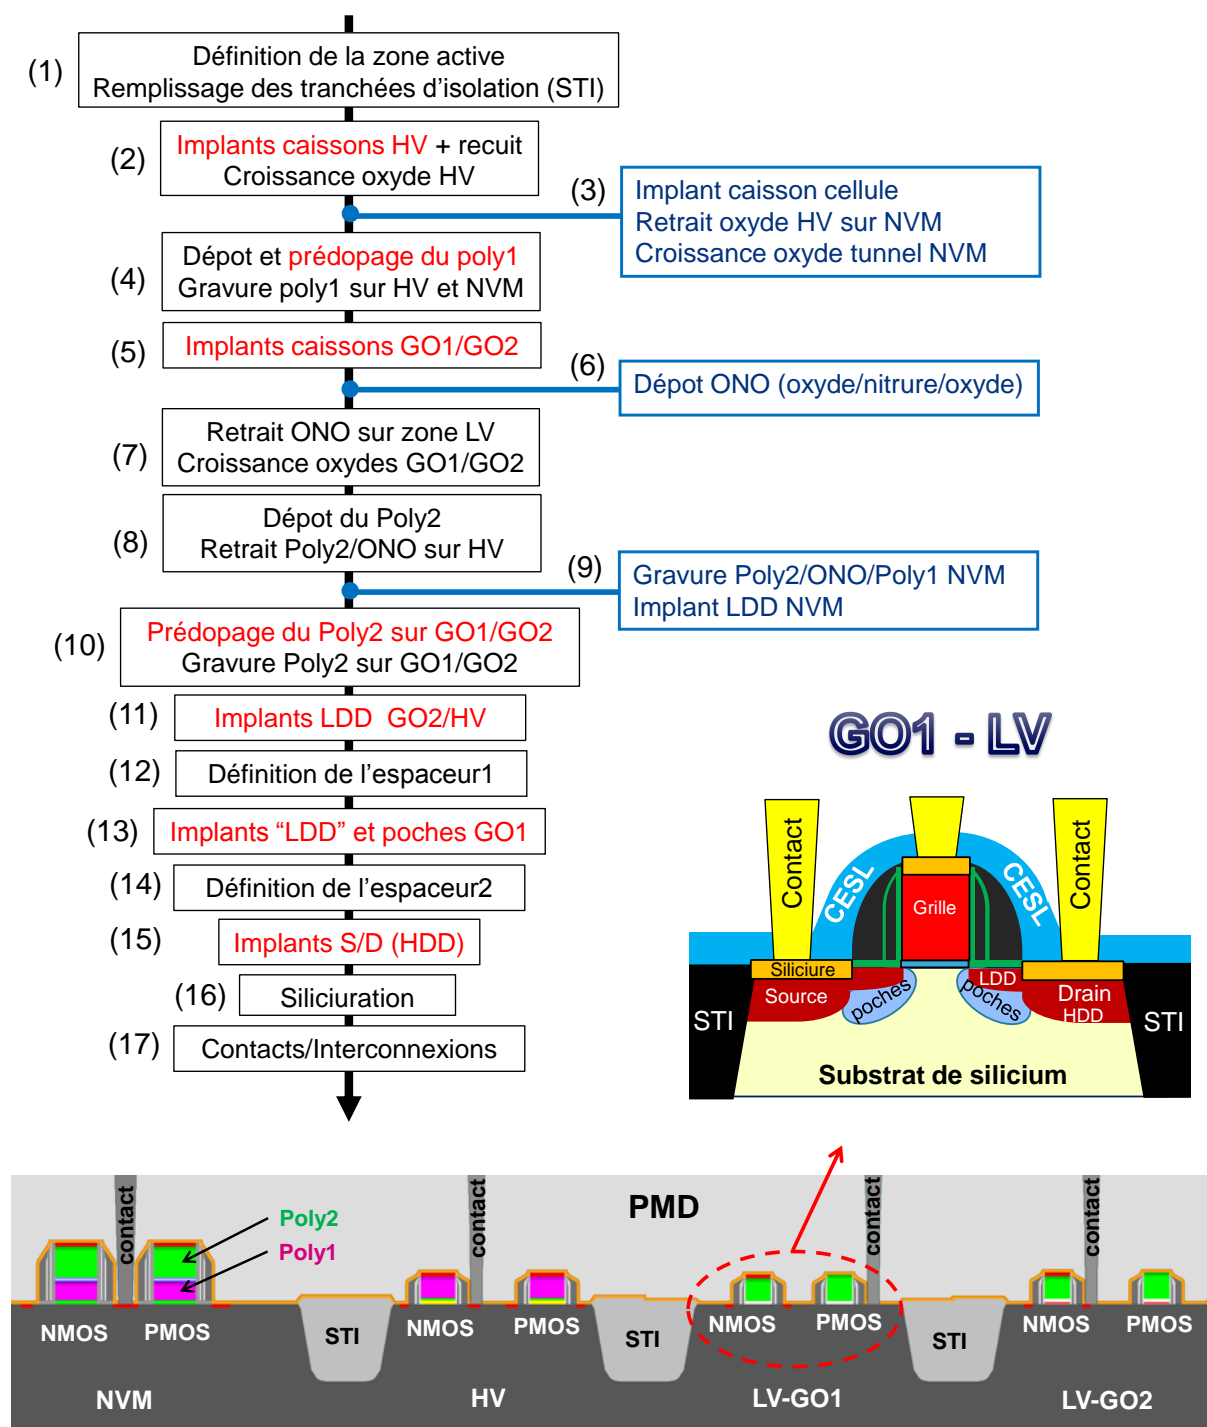 (1)
Définition de la zone active
Remplissage des tranchées d’isolation (STI)
(2)
Implants caissons HV + recuit
Croissance oxyde HV
(3)
Implant caisson cellule
Retrait oxyde HV sur NVM
Croissance oxyde tunnel NVM
(4)
Dépot et prédopage du poly1
Gravure poly1 sur HV et NVM
(5)
Implants caissons GO1/GO2
(6)
Dépot ONO (oxyde/nitrure/oxyde)
(7)
Retrait ONO sur zone LV
Croissance oxydes GO1/GO2
(8)
Dépot du Poly2
Retrait Poly2/ONO sur HV
(9)
Gravure Poly2/ONO/Poly1 NVM
Implant LDD NVM
(10)
Prédopage du Poly2 sur GO1/GO2
Gravure Poly2 sur GO1/GO2
(11)
Implants LDD GO2/HV
(12)
Définition de l’espaceur1
(13)
Implants “LDD” et poches GO1
(14)
Définition de l’espaceur2
(15)
Implants S/D (HDD)
(16)
Siliciuration
(17)
Contacts/Interconnexions
GO1 - LV
Contact
CESL
Grille
CESL
Contact
Siliciure
Source
poches
LDD
poches
Drain
HDD
STI
STI
Substrat de silicium
PMD
contact
contact
contact
contact
Poly2
Poly1
NMOS
PMOS
STI
NMOS
PMOS
STI
NMOS
PMOS
STI
NMOS
PMOS
NVM
HV
LV-GO1
LV-GO2